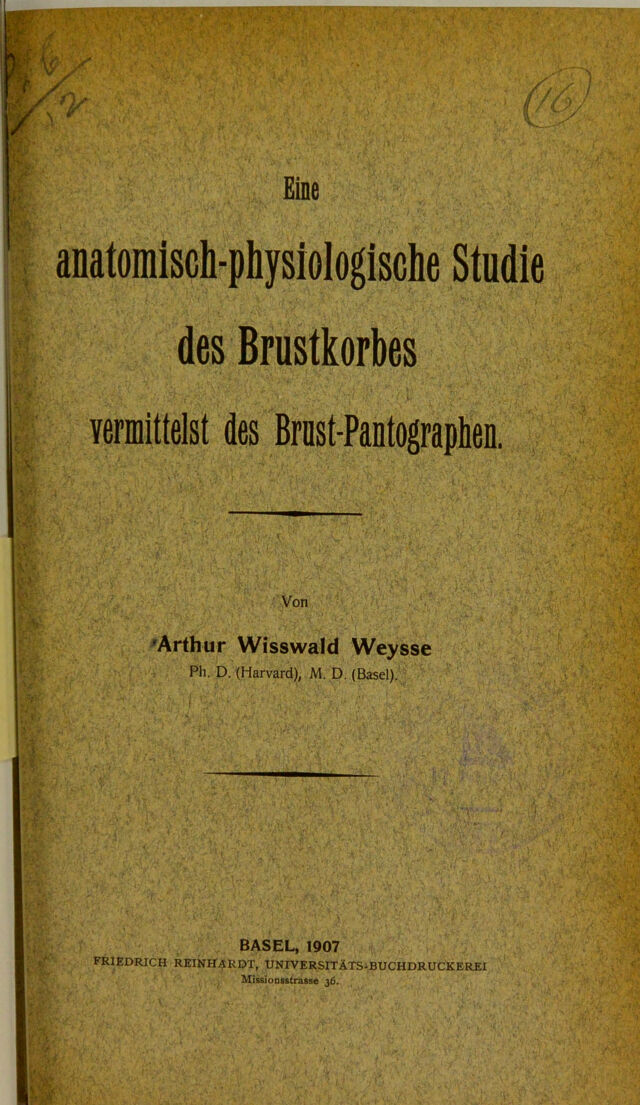 16
Eine
anatomisch-physiologische Studie
des Brustkorbes
vermittelst des Brust-Pantographen.
Von
Arthur Wisswald Weysse
Ph. D. (Harvard), M. D. (Basel).
BASEL, 1907
FRIEDRICH REINHARDT, UNIVERSITÄTS-BUCHDRUCKEREI
Missionsstrasse 36.